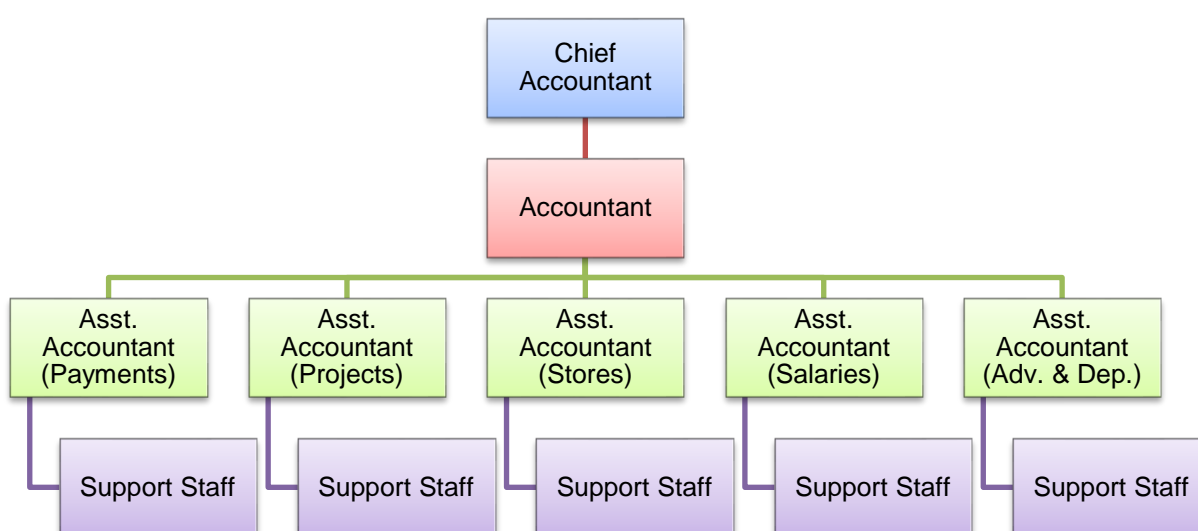 Chief
Accountant
Accountant
Asst.
Accountant
(Payments)
Asst.
Accountant
(Projects)
Asst.
Accountant
(Stores)
Asst.
Accountant
(Salaries)
Asst.
Accountant
(Adv. & Dep.)
Support Staff
Support Staff
Support Staff
Support Staff
Support Staff